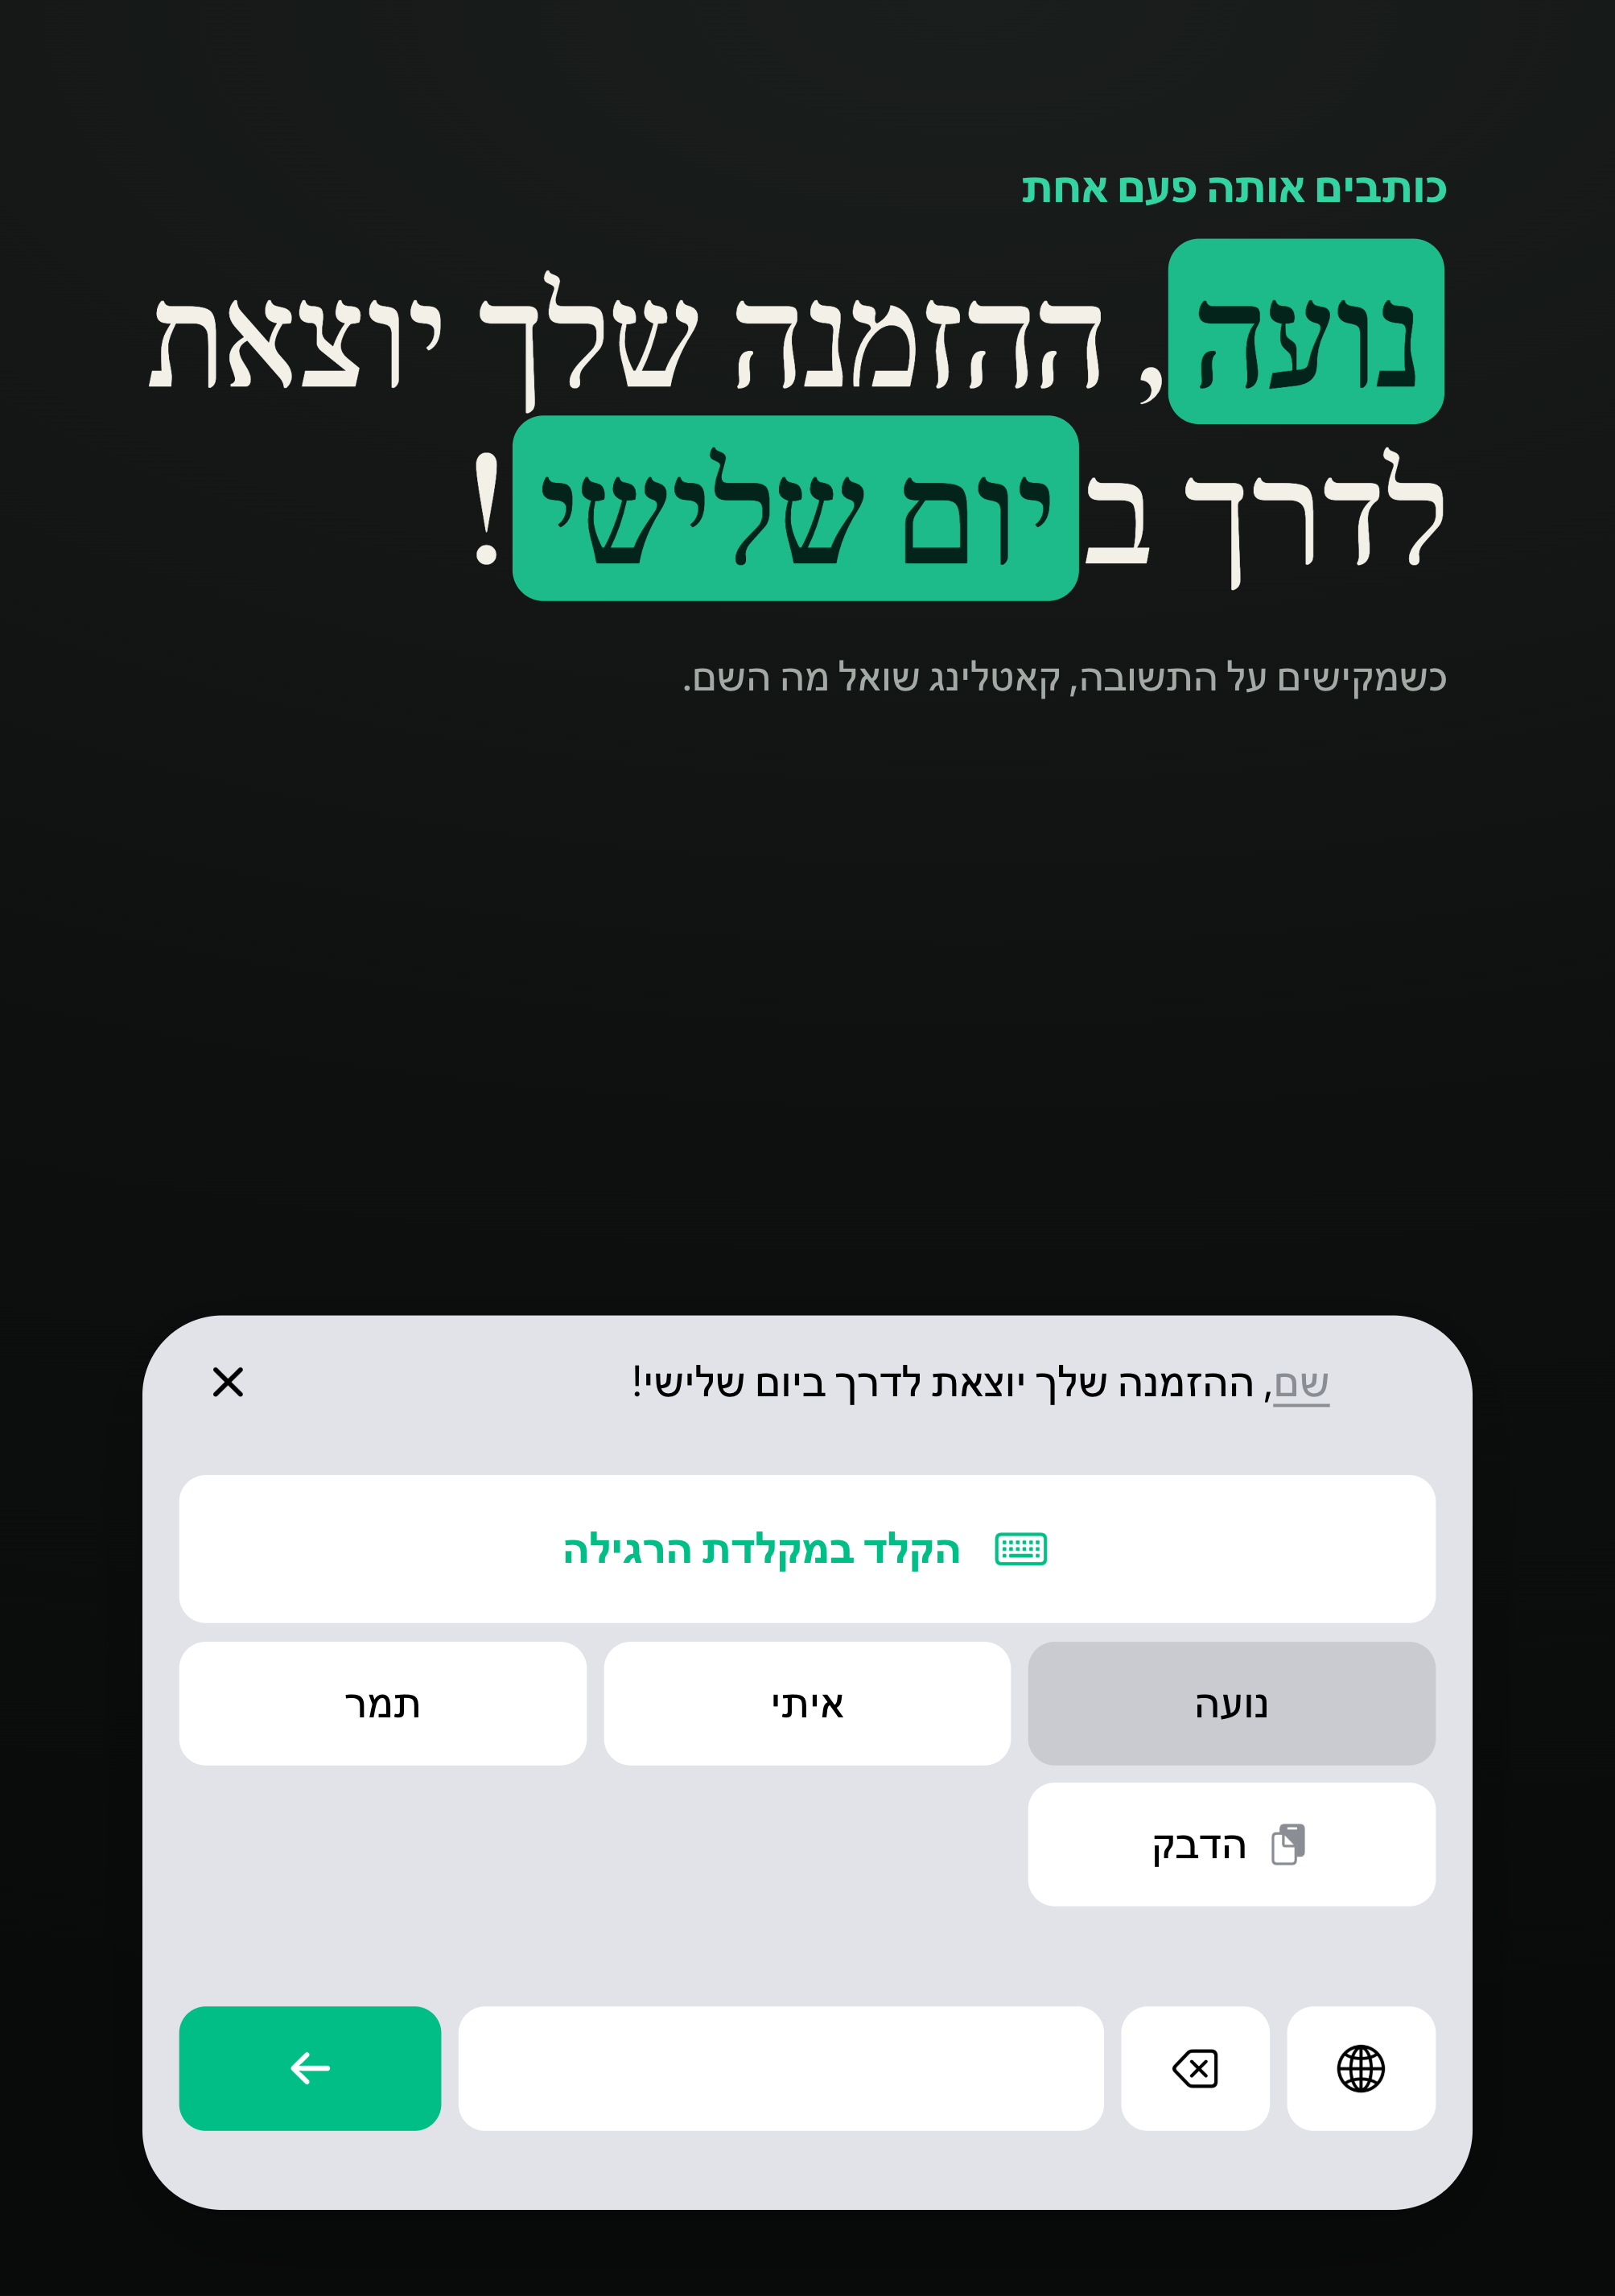 כותבים אותה פעם אחת
נועה, ההזמנה שלך יוצאת
לדרך ביום שלישי!
כשמקישים על התשובה, קאטלינג שואל מה השם.
שם, ההזמנה שלך יוצאת לדרך ביום שלישי!
הקלד במקלדת הרגילה
נועה
איתי
תמר
הדבק